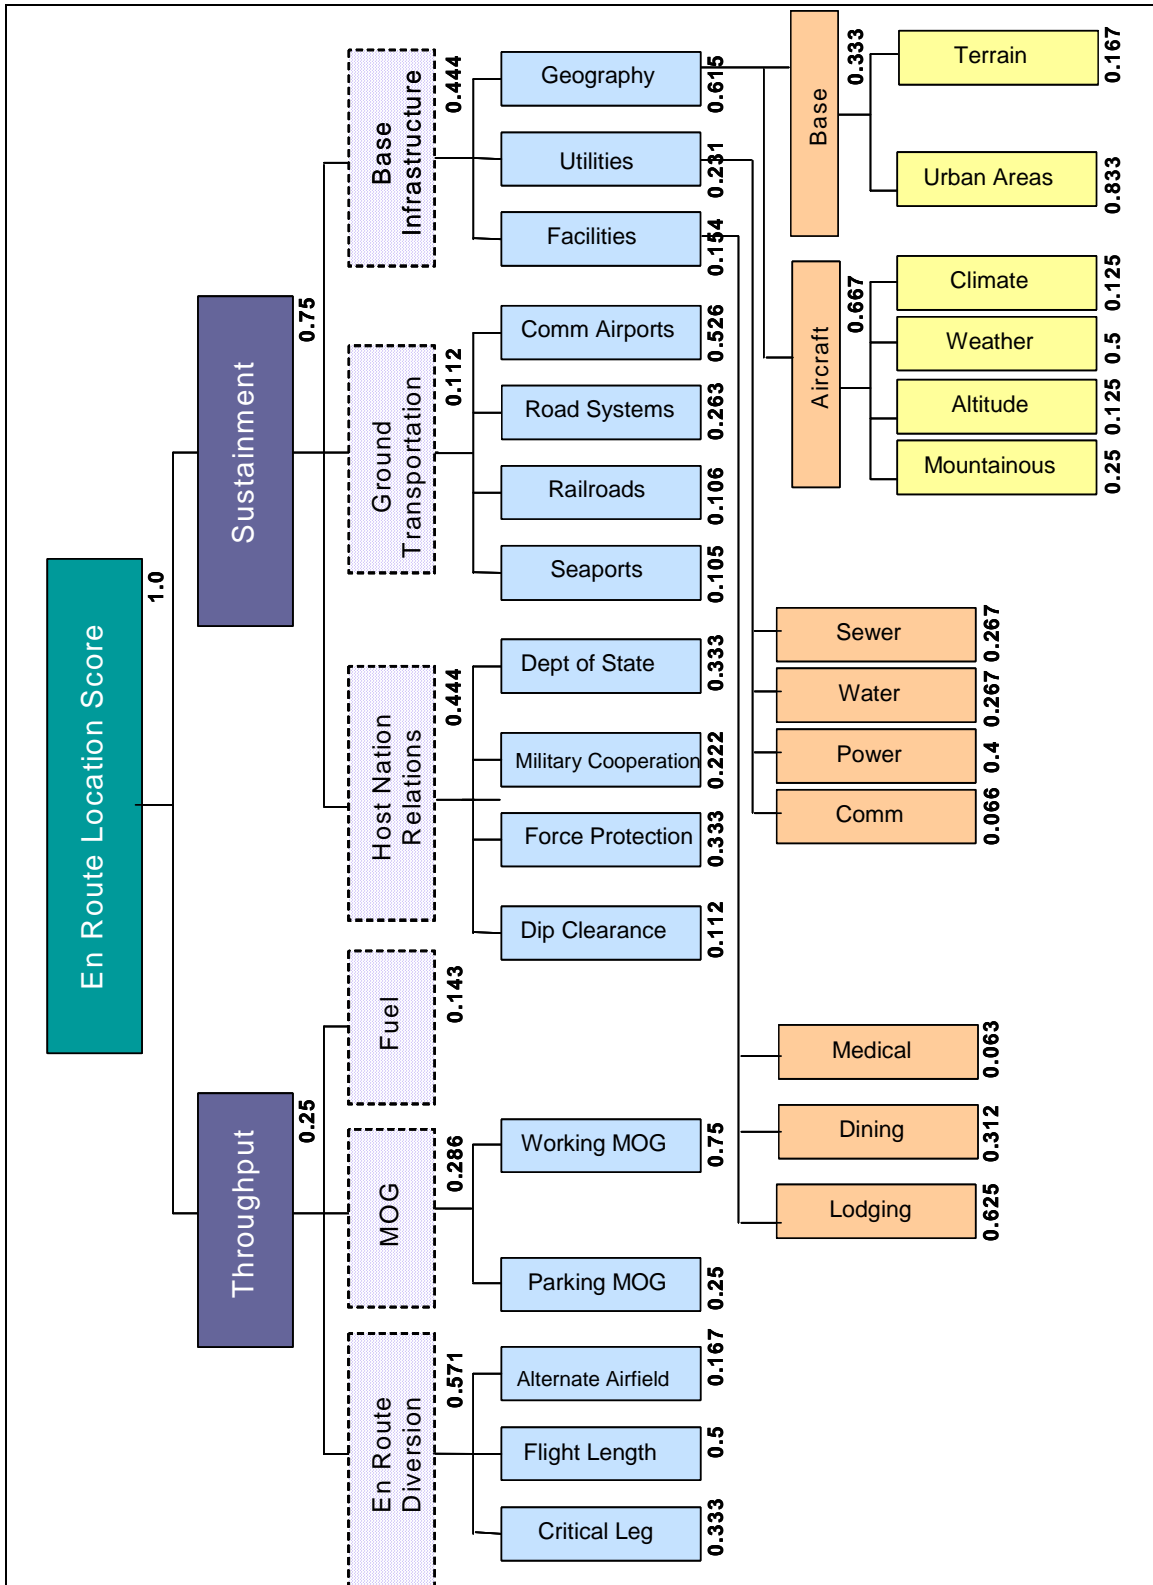 En Route Location Score
1.0
Throughput
0.25
Sustainment
0.75
En Route
Diversion
0.571
MOG
0.286
Fuel
0.143
Host Nation
Relations
0.444
Ground
Transportation
0.112
Base
Infrastructure
0.444
Critical Leg
0.333
Flight Length
0.5
Alternate Airfield
0.167
Parking MOG
0.25
Working MOG
0.75
Dip Clearance
0.112
Force Protection
0.333
Military Cooperation
0.222
Dept of State
0.333
Seaports
0.105
Railroads
0.106
Road Systems
0.263
Comm Airports
0.526
Facilities
0.154
Utilities
0.231
Geography
0.615
Lodging
0.625
Dining
0.312
Medical
0.063
Comm
0.066
Power
0.4
Water
0.267
Sewer
0.267
Aircraft
0.667
Base
0.333
Mountainous
0.25
Altitude
0.125
Weather
0.5
Climate
0.125
Urban Areas
0.833
Terrain
0.167